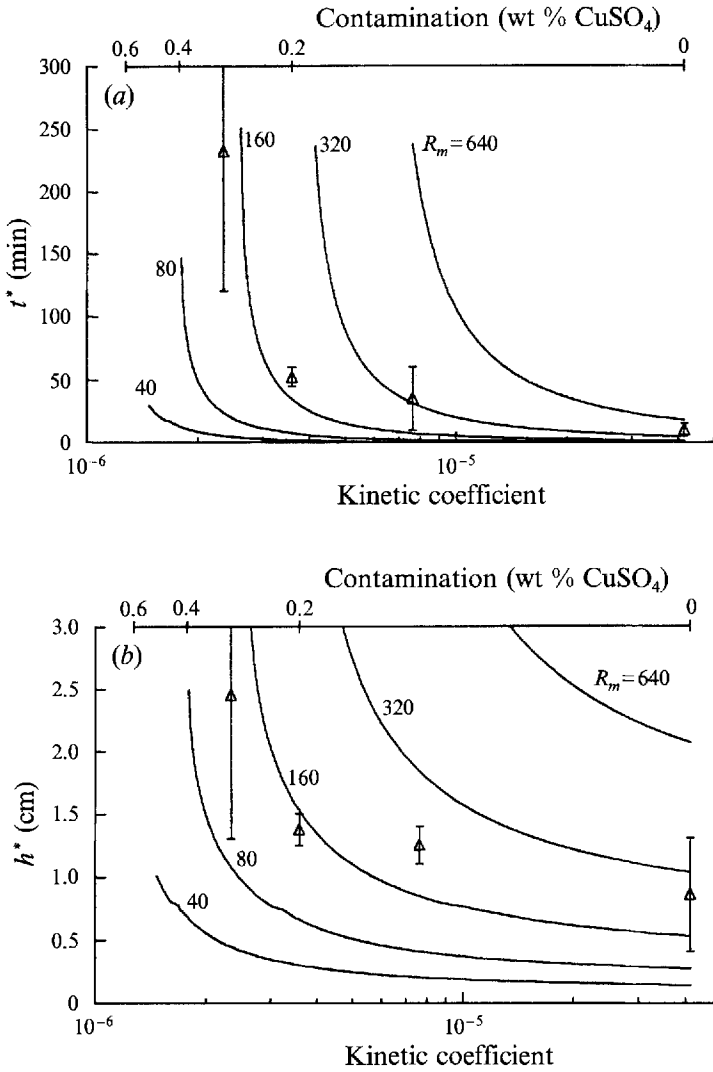 Contamination (wt % CuSO₄)
0.6 0.4 0.2 0
300
(a)
160
320
Rₘ=640
250
200
150
80
100
50
40
0
t* (min)
10⁻⁶ 10⁻⁵
Kinetic coefficient
Contamination (wt % CuSO₄)
0.6 0.4 0.2 0
3.0
(b)
Rₘ=640
320
2.5
2.0
160
1.5
80
1.0
40
0.5
0
h* (cm)
10⁻⁶ 10⁻⁵
Kinetic coefficient